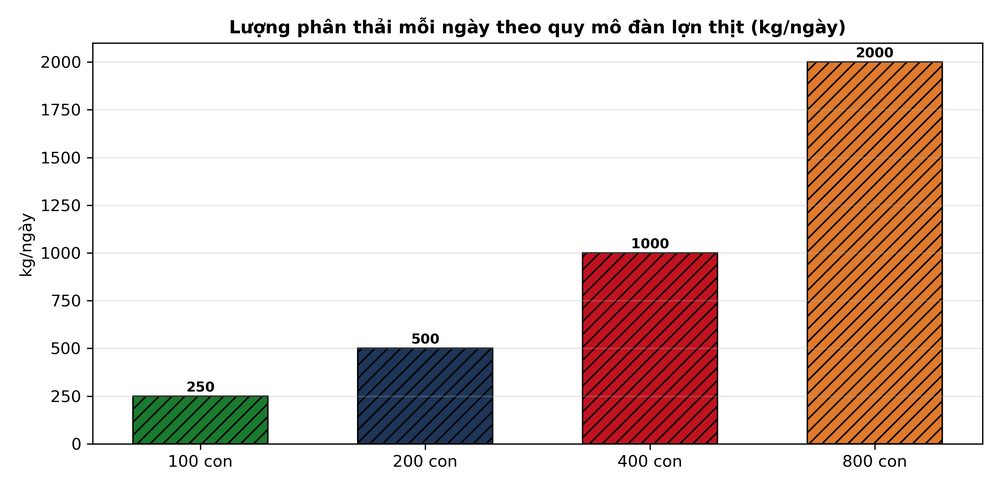 Lượng phân thải mỗi ngày theo quy mô đàn lợn thịt (kg/ngày)
kg/ngày
2000
1750
1500
1250
1000
750
500
250
0
250
500
1000
2000
100 con
200 con
400 con
800 con